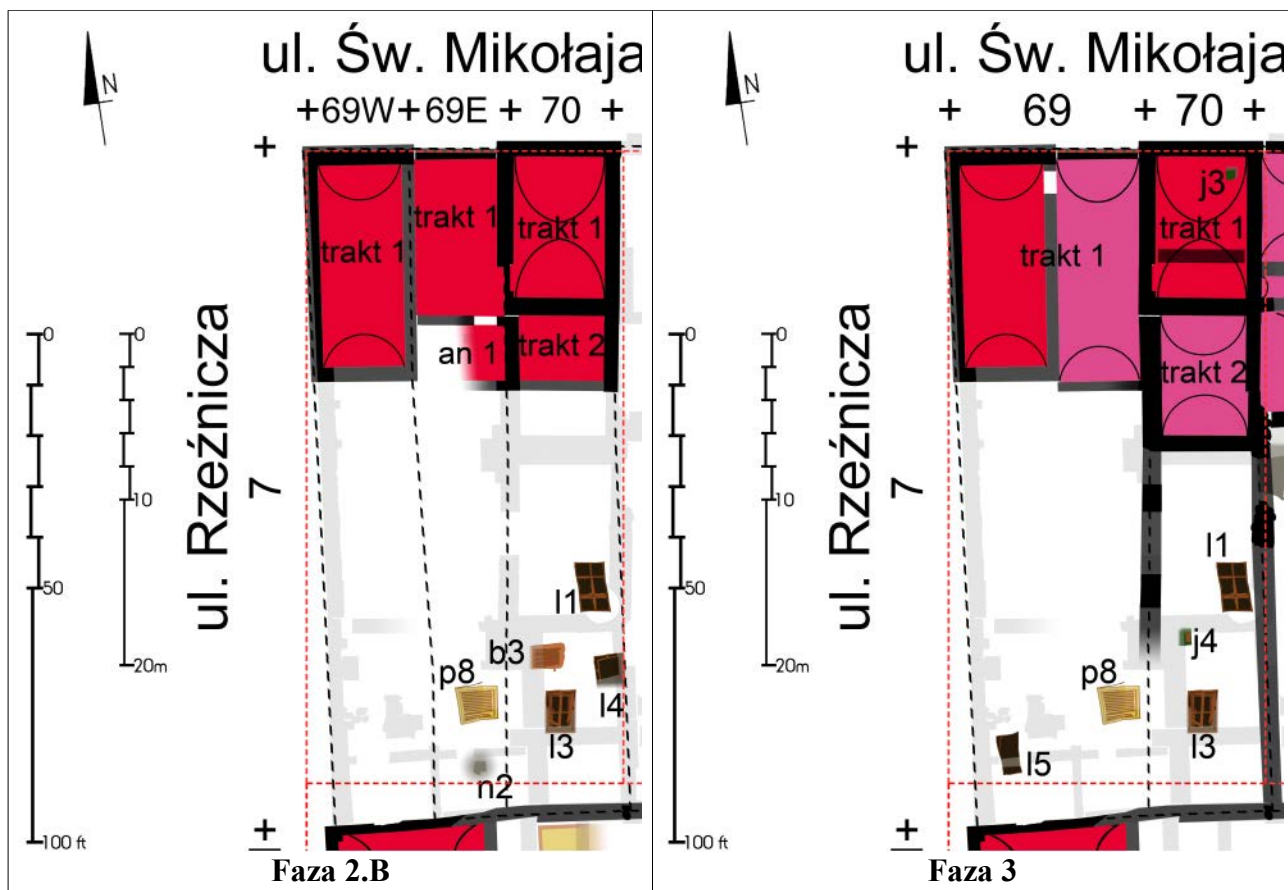 ul. Św. Mikołaja
N
+69W+69E+ 70 +
+
trakt 1
trakt 1
trakt 1
an 1
trakt 2
0
0
10
20m
50
100 ft
ul. Rzeźnicza
7
l1
b3
p8
l4
l3
n2
+
Faza 2.B
ul. Św. Mikołaja
N
+ 69 + 70 +
+
j3
trakt 1
trakt 1
trakt 2
0
0
10
20m
50
100 ft
ul. Rzeźnicza
7
l1
j4
p8
l3
l5
+
Faza 3